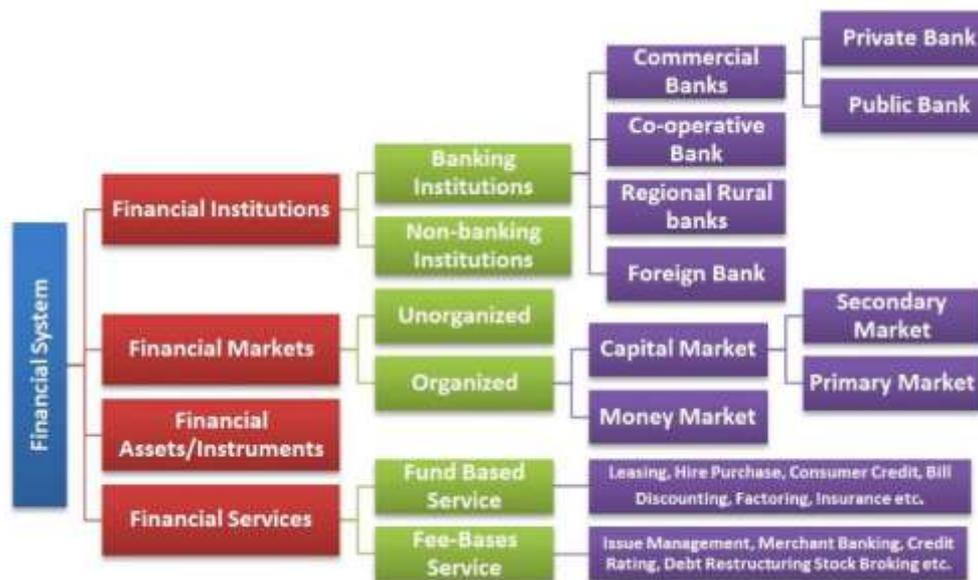 Financial System
Financial Institutions
Banking
Institutions
Commercial
Banks
Private Bank
Public Bank
Co-operative
Bank
Regional Rural
banks
Foreign Bank
Non-banking
Institutions
Financial Markets
Unorganized
Organized
Capital Market
Secondary
Market
Primary Market
Money Market
Financial
Assets/Instruments
Financial Services
Fund Based
Service
Leasing, Hire Purchase, Consumer Credit, Bill
Discounting, Factoring, Insurance etc.
Fee-Bases
Service
Issue Management, Merchant Banking, Credit
Rating, Debt Restructuring Stock Broking etc.